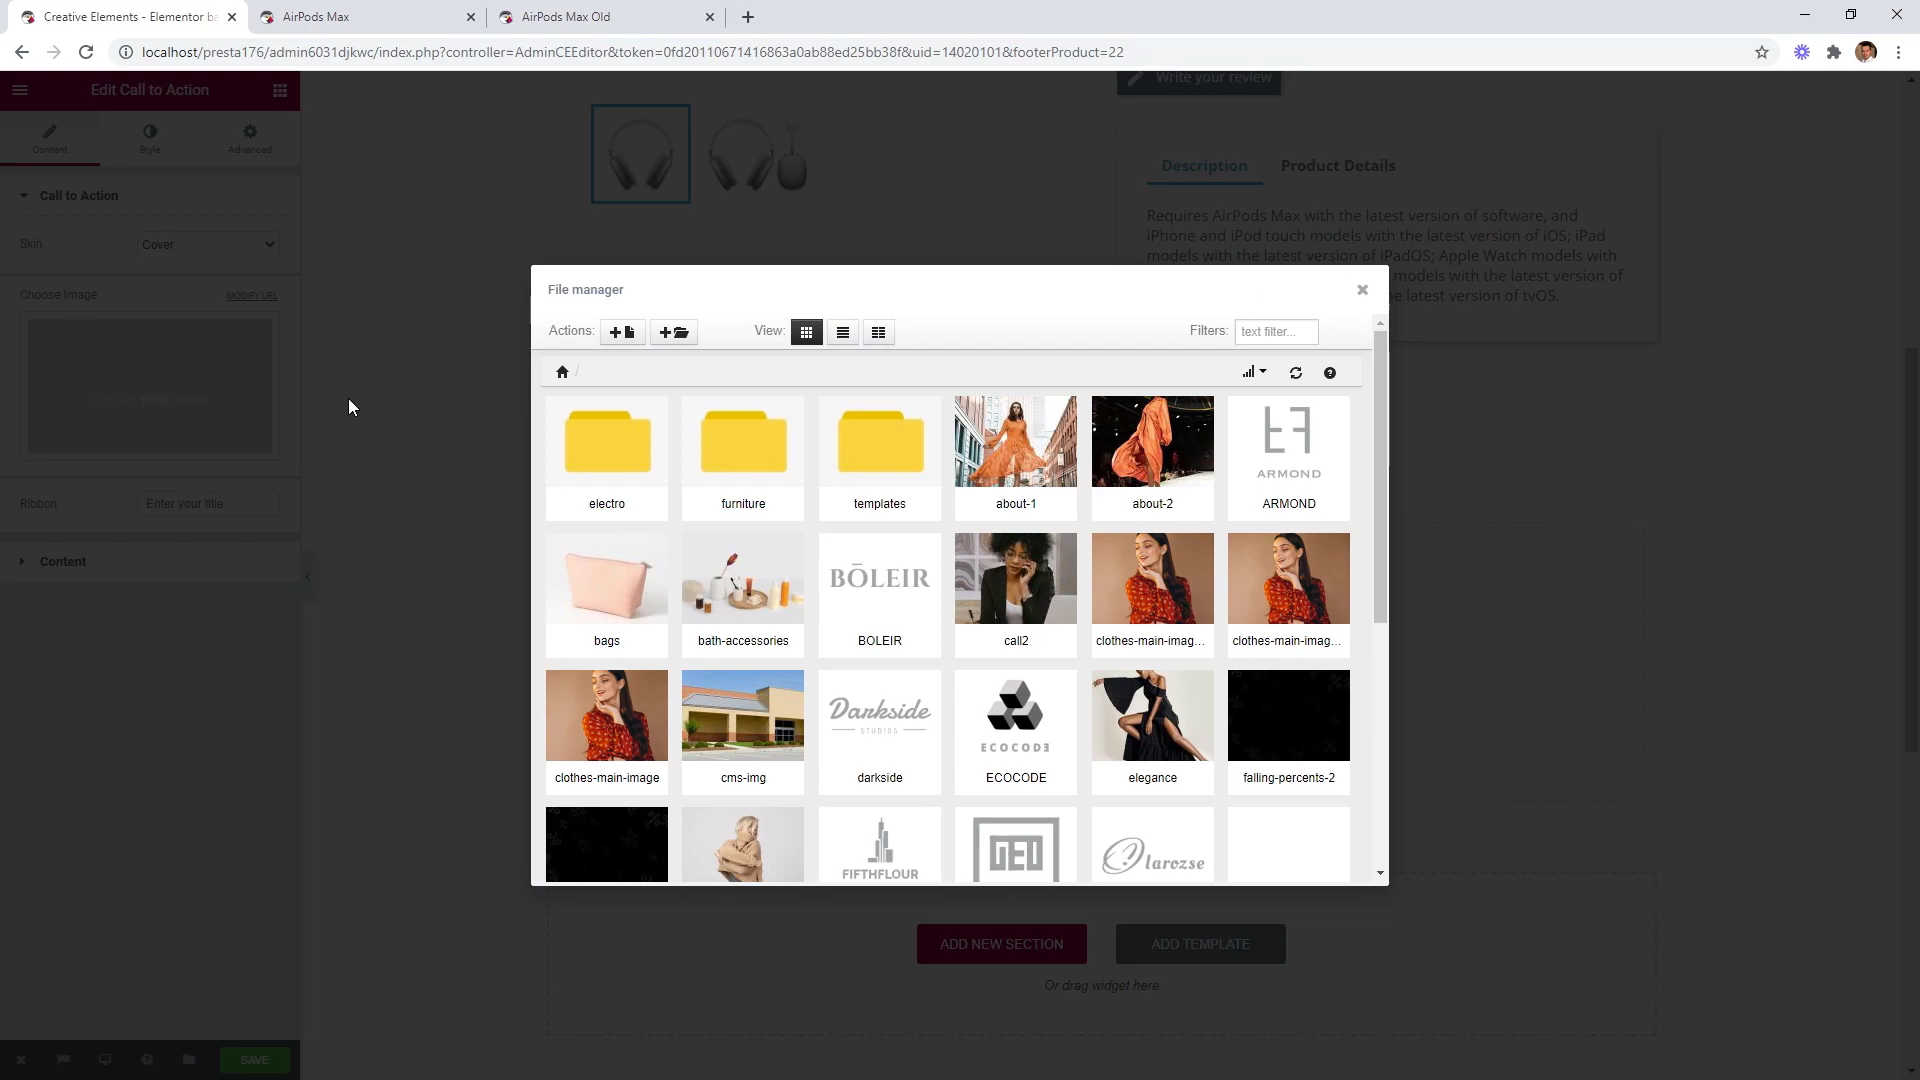 Creative Elements - Elementor ba
AirPods Max
AirPods Max Old
localhost/presta176/admin6031djkwc/index.php?controller=AdminCEEditor&token=0fd20110671416863a0ab88ed25bb38f&uid=14020101&footerProduct=22
Edit Call to Action
Content
Style
Advanced
Call to Action
Skin
Cover
Choose Image
MODIFY URL
Ribbon
Enter your title
Content
SAVE
Write your review
Description
Product Details
Requires AirPods Max with the latest version of software, and
iPhone and iPod touch models with the latest version of iOS; iPad
models with the latest version of iPadOS; Apple Watch models with
models with the latest version of
e latest version of tvOS.
File manager
Actions:
View:
Filters:
text filter...
/
electro
furniture
templates
about-1
about-2
ARMOND
ARMOND
bags
bath-accessories
BŌLEIR
BOLEIR
call2
clothes-main-imag...
clothes-main-imag...
clothes-main-image
cms-img
Darkside
STUDIOS
darkside
ECOCODE
ECOCODE
elegance
falling-percents-2
FIFTHFLOUR
GEO
larozse
ADD NEW SECTION
ADD TEMPLATE
Or drag widget here